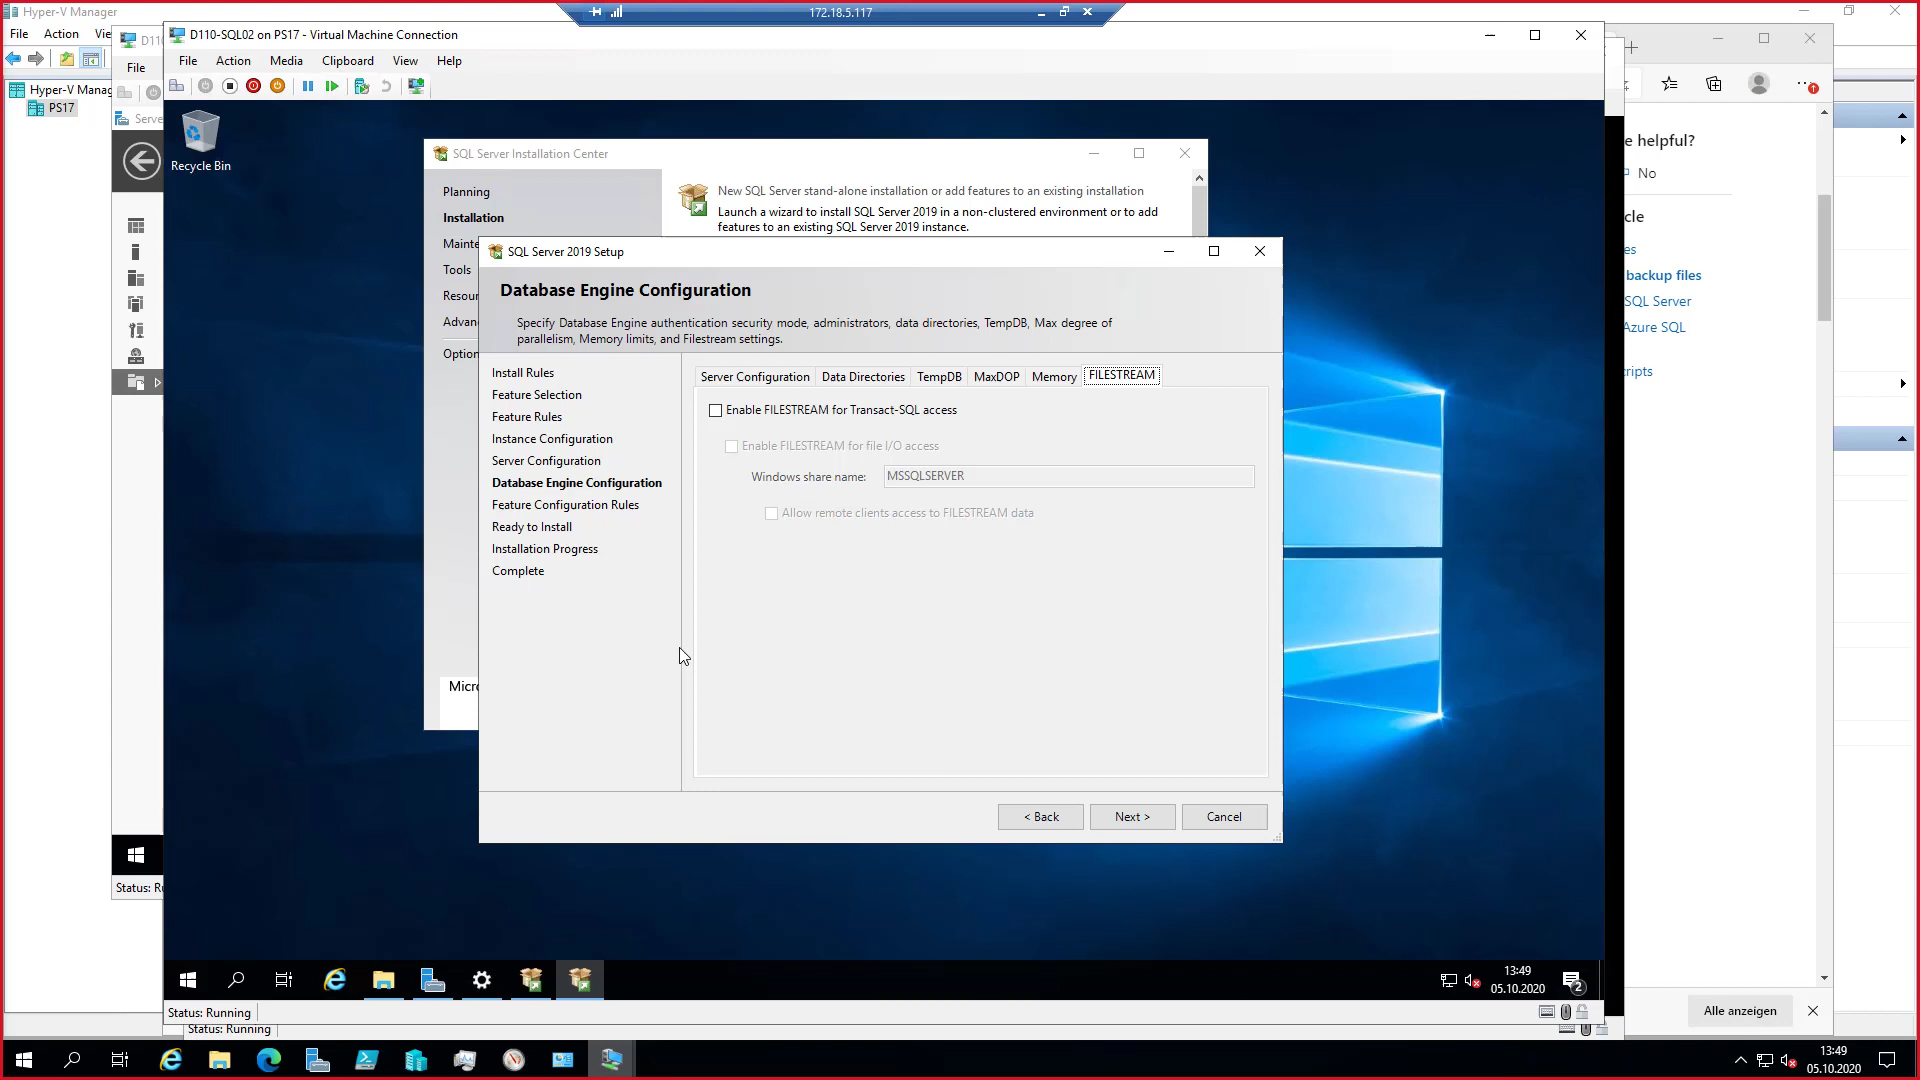 Hyper-V Manager
172.18.5.117
File
Action
D110-SQL02 on PS17 - Virtual Machine Connection
File
Action
Media
Clipboard
View
Help
File
Hyper-V Manag
PS17
Serve
Recycle Bin
SQL Server Installation Center
Planning
Installation
Mainte
Tools
Resour
Advan
Option
Micro
New SQL Server stand-alone installation or add features to an existing installation
Launch a wizard to install SQL Server 2019 in a non-clustered environment or to add
features to an existing SQL Server 2019 instance.
SQL Server 2019 Setup
Database Engine Configuration
Specify Database Engine authentication security mode, administrators, data directories, TempDB, Max degree of
parallelism, Memory limits, and Filestream settings.
Install Rules
Feature Selection
Feature Rules
Instance Configuration
Server Configuration
Database Engine Configuration
Feature Configuration Rules
Ready to Install
Installation Progress
Complete
Server Configuration
Data Directories
TempDB
MaxDOP
Memory
FILESTREAM
Enable FILESTREAM for Transact-SQL access
Enable FILESTREAM for file I/O access
Windows share name:
MSSQLSERVER
Allow remote clients access to FILESTREAM data
< Back
Next >
Cancel
e helpful?
No
cle
es
backup files
SQL Server
Azure SQL
ripts
Alle anzeigen
13:49
05.10.2020
2
Status: Running
Status: Running
Status: R
13:49
05.10.2020